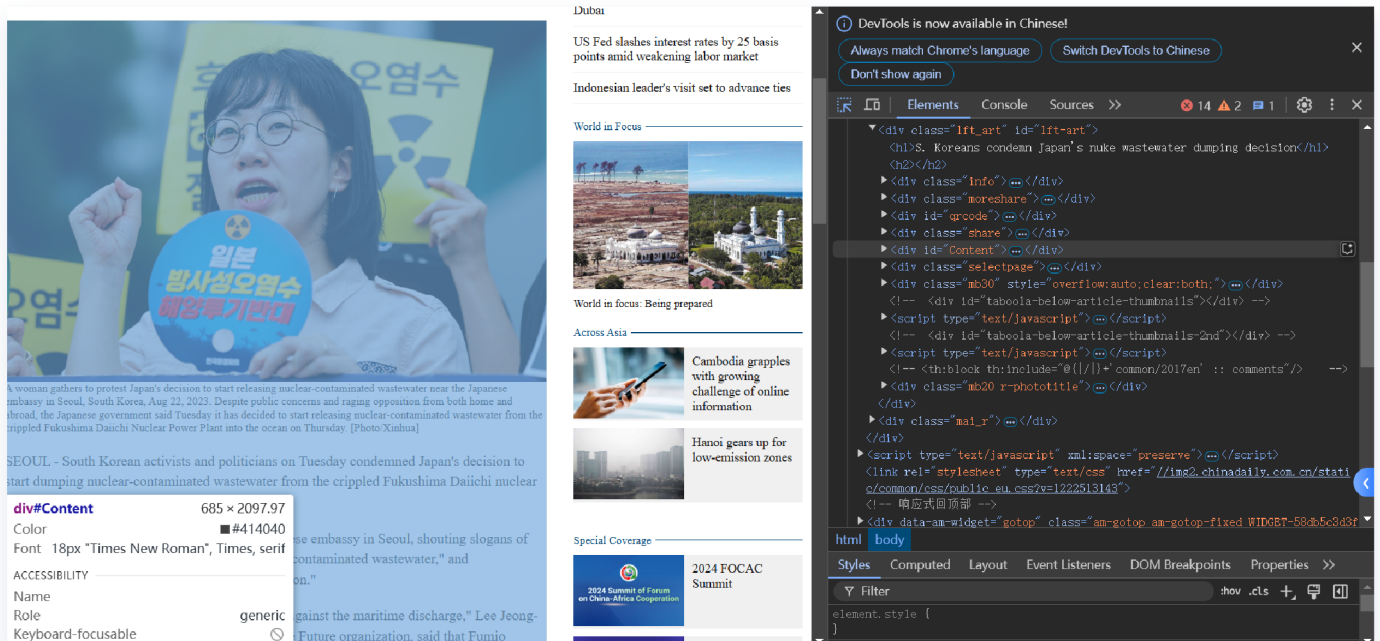 후
오염수
오염수
일본
방사성오염수
해양투기반대
A woman gathers to protest Japan's decision to start releasing nuclear-contaminated wastewater near the Japanese
embassy in Seoul, South Korea, Aug 22, 2023. Despite public concerns and raging opposition from both home and
abroad, the Japanese government said Tuesday it has decided to start releasing nuclear-contaminated wastewater from the
crippled Fukushima Daiichi Nuclear Power Plant into the ocean on Thursday. [Photo/Xinhua]
SEOUL - South Korean activists and politicians on Tuesday condemned Japan's decision to
start dumping nuclear-contaminated wastewater from the crippled Fukushima Daiichi nuclear
embassy in Seoul, shouting slogans of
contaminated wastewater," and
on."
against the maritime discharge," Lee Jeong-
Future organization, said that Fumio
div#Content 685 × 2097.97
Color #414040
Font 18px "Times New Roman", Times, serif
ACCESSIBILITY
Name
Role generic
Keyboard-focusable
Dubai
US Fed slashes interest rates by 25 basis
points amid weakening labor market
Indonesian leader's visit set to advance ties
World in Focus
World in focus: Being prepared
Across Asia
Cambodia grapples
with growing
challenge of online
information
Hanoi gears up for
low-emission zones
Special Coverage
2024 Summit of Forum
on China-Africa Cooperation
2024 FOCAC
Summit
DevTools is now available in Chinese!
Always match Chrome's language Switch DevTools to Chinese
Don't show again
Elements Console Sources 14 2 1
<div class="lft_art" id="lft-art">
<h1>S. Koreans condemn Japan's nuke wastewater dumping decision</h1>
<h2></h2>
<div class="info"> … </div>
<div class="moreshare"> … </div>
<div id="qrcode"> … </div>
<div class="share"> … </div>
<div id="Content"> … </div>
<div class="selectpage"> … </div>
<div class="mb30" style="overflow:auto;clear:both;"> … </div>
<!-- <div id="taboola-below-article-thumbnails"></div> -->
<script type="text/javascript"> … </script>
<!-- <div id="taboola-below-article-thumbnails-2nd"></div> -->
<script type="text/javascript"> … </script>
<!-- <th:block th:include="@{|/|}+'common/2017en' :: comments"/> -->
<div class="mb20 r-phototitle"> … </div>
</div>
<div class="mai_r"> … </div>
</div>
<script type="text/javascript" xml:space="preserve"> … </script>
<link rel="stylesheet" type="text/css" href="//img2.chinadaily.com.cn/stati
c/common/css/public_eu.css?v=1222513143">
<!-- 响应式回顶部 -->
<div data-am-widget="gotop" class="am-gotop am-gotop-fixed WIDGET-58db5c3d3f
html body
Styles Computed Layout Event Listeners DOM Breakpoints Properties
Filter :hov .cls
element.style {
}